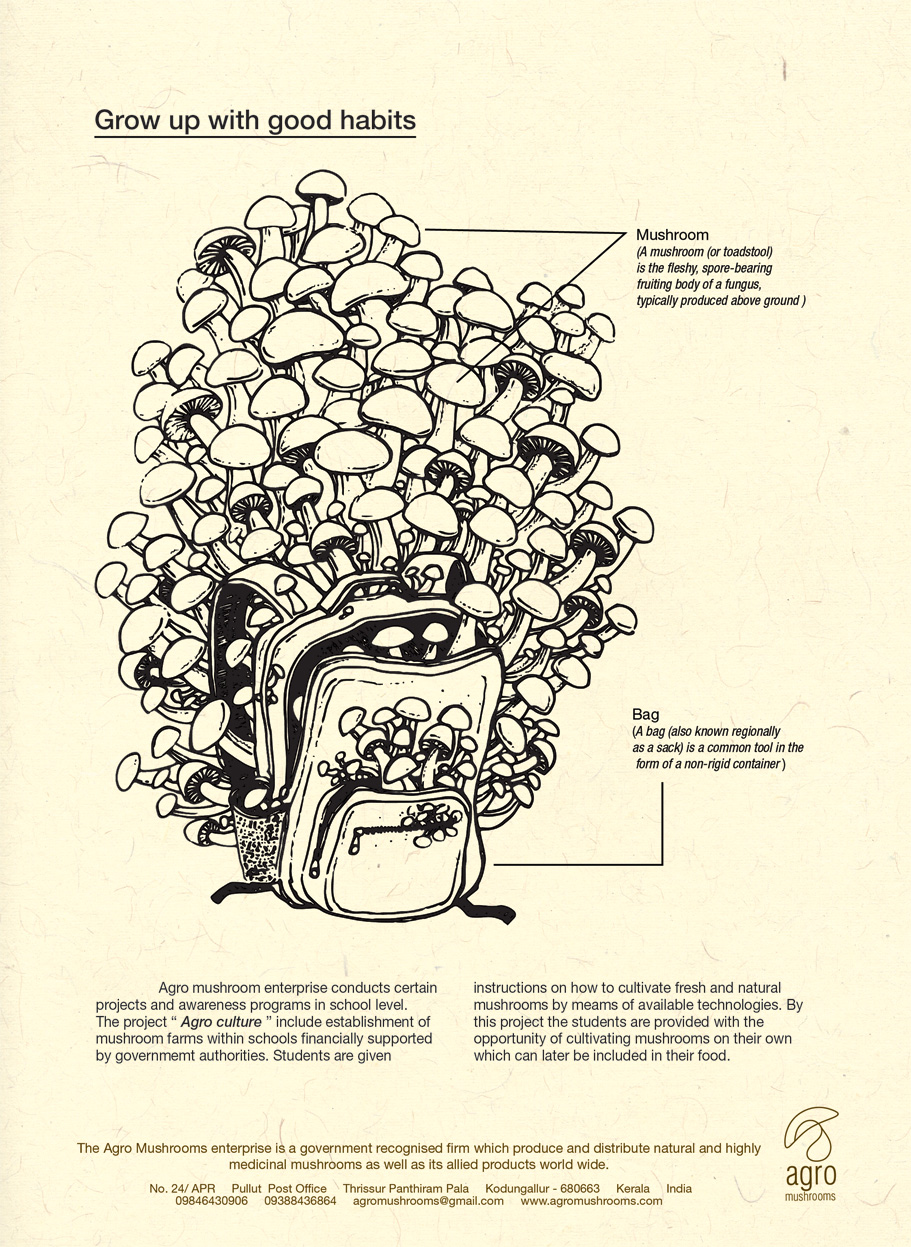 Grow up with good habits
Mushroom
(A mushroom (or toadstool)
is the fleshy, spore-bearing
fruiting body of a fungus,
typically produced above ground )
Bag
(A bag (also known regionally
as a sack) is a common tool in the
form of a non-rigid container )
Agro mushroom enterprise conducts certain
projects and awareness programs in school level.
The project “ Agro culture ” include establishment of
mushroom farms within schools financially supported
by governmemt authorities. Students are given
instructions on how to cultivate fresh and natural
mushrooms by meams of available technologies. By
this project the students are provided with the
opportunity of cultivating mushrooms on their own
which can later be included in their food.
The Agro Mushrooms enterprise is a government recognised firm which produce and distribute natural and highly
medicinal mushrooms as well as its allied products world wide.
No. 24/ APR Pullut Post Office Thrissur Panthiram Pala Kodungallur - 680663 Kerala India
09846430906 09388436864 agromushrooms@gmail.com www.agromushrooms.com
agro
mushrooms